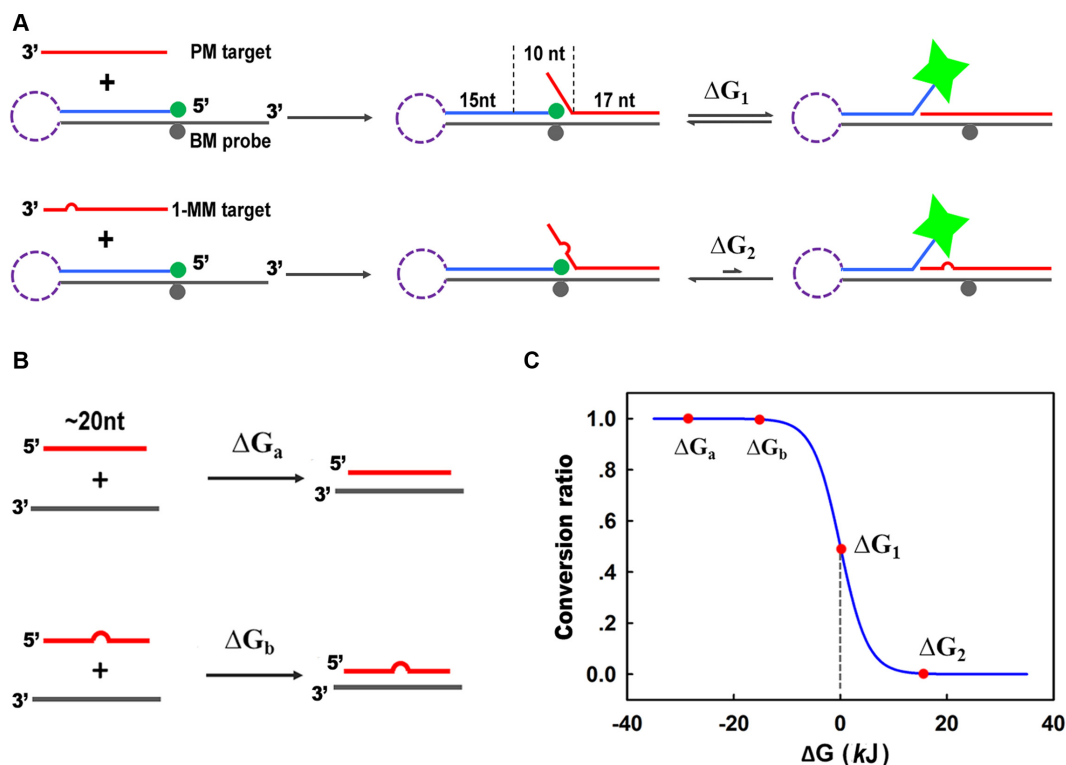 A
3' PM target
+
5'
3'
BM probe
10 nt
15nt
17 nt
ΔG1
3' 1-MM target
+
5'
3'
ΔG2
B
~20nt
5'
+
3'
ΔGa
5'
3'
5'
+
3'
ΔGb
5'
3'
C
Conversion ratio
1.0
.8
.6
.4
.2
0.0
ΔGa
ΔGb
ΔG1
ΔG2
-40 -20 0 20 40
ΔG (kJ)